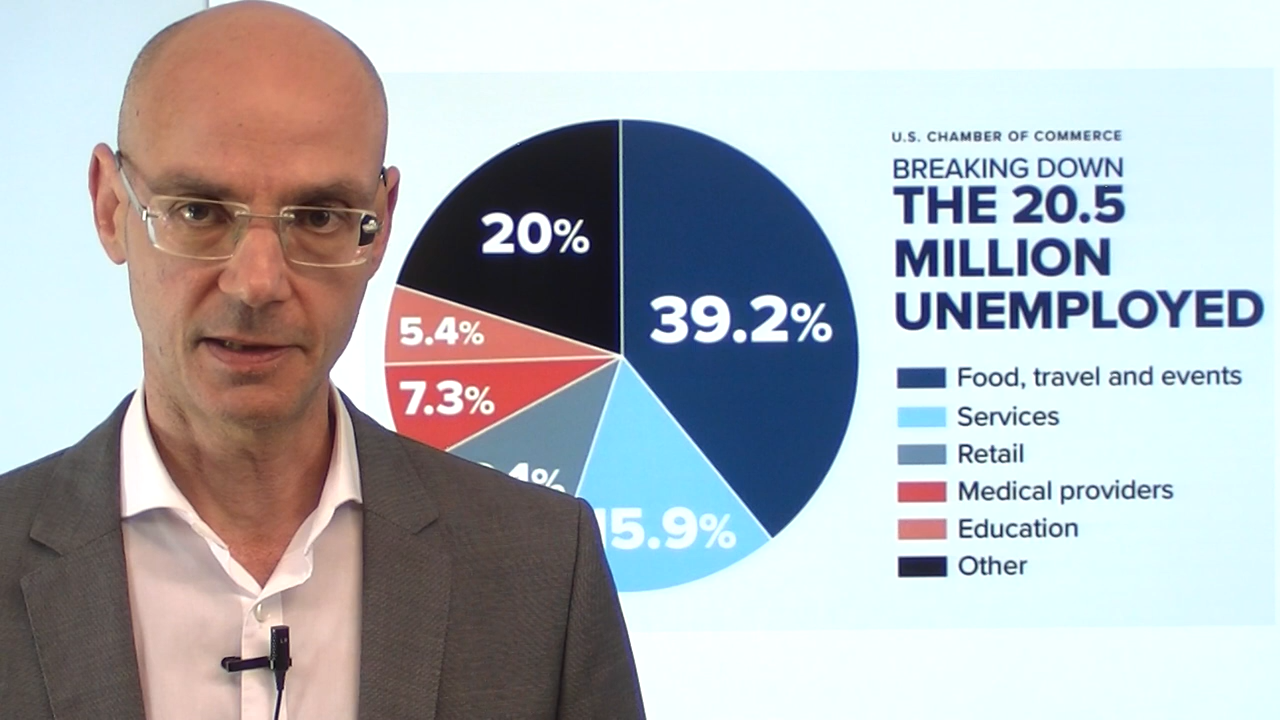 U.S. CHAMBER OF COMMERCE
BREAKING DOWN
THE 20.5
MILLION
UNEMPLOYED
20%
39.2%
5.4%
7.3%
4%
15.9%
Food, travel and events
Services
Retail
Medical providers
Education
Other